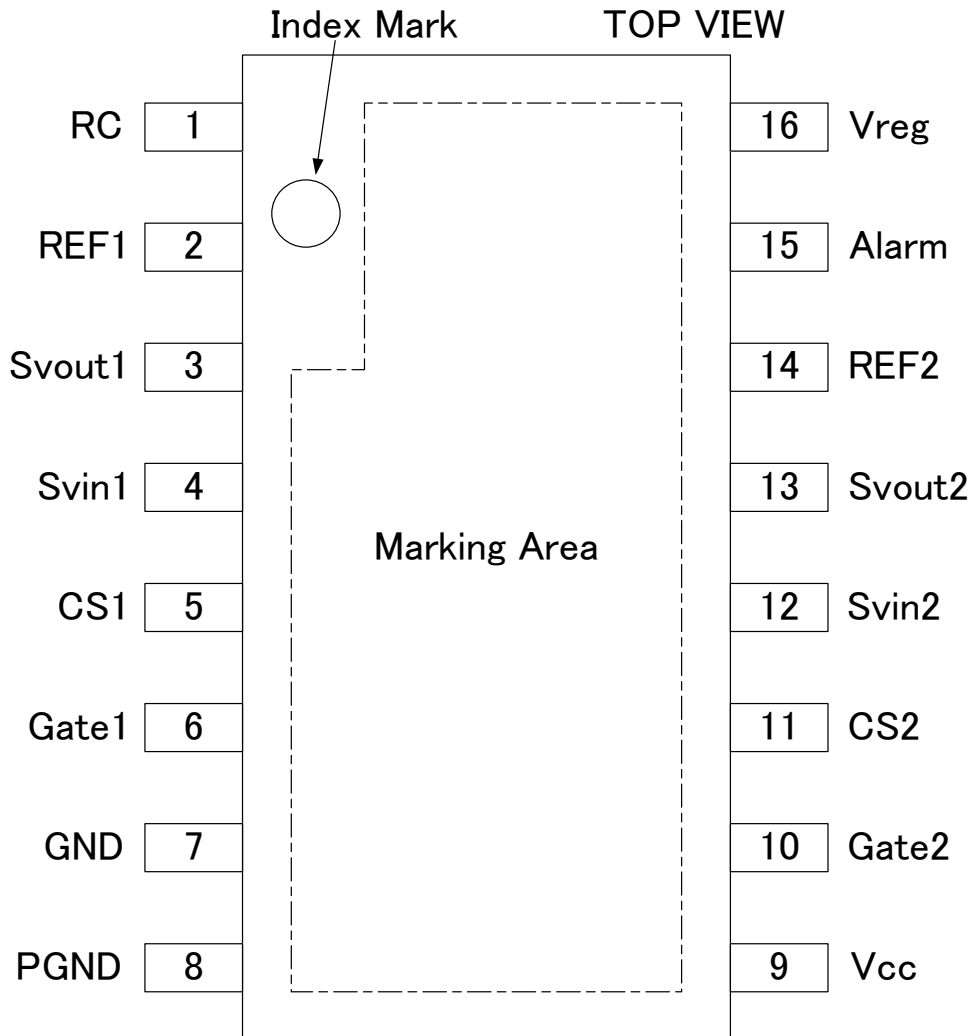 Index Mark TOP VIEW
RC 1 16 Vreg
REF1 2 15 Alarm
Svout1 3 14 REF2
Svin1 4 13 Svout2
Marking Area
CS1 5 12 Svin2
Gate1 6 11 CS2
GND 7 10 Gate2
PGND 8 9 Vcc